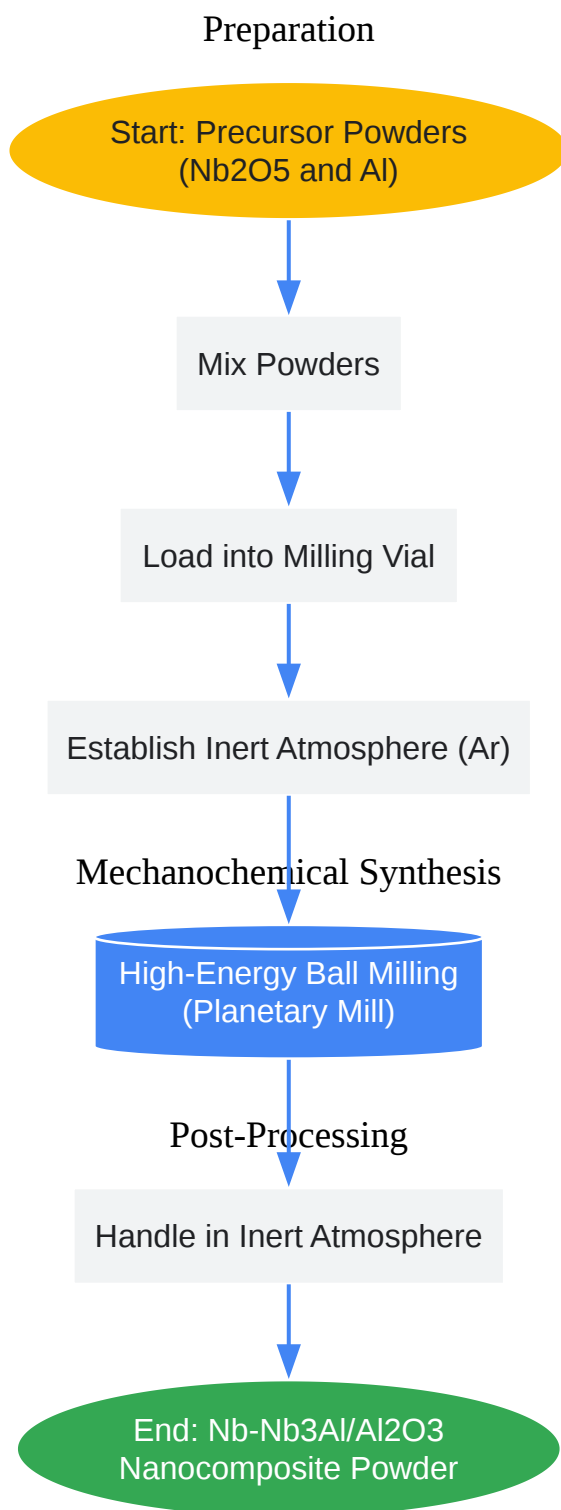 Preparation
Start: Precursor Powders
(Nb2O5 and Al)
Mix Powders
Load into Milling Vial
Establish Inert Atmosphere (Ar)
Mechanochemical Synthesis
High-Energy Ball Milling
(Planetary Mill)
Post-Processing
Handle in Inert Atmosphere
End: Nb-Nb3Al/Al2O3
Nanocomposite Powder